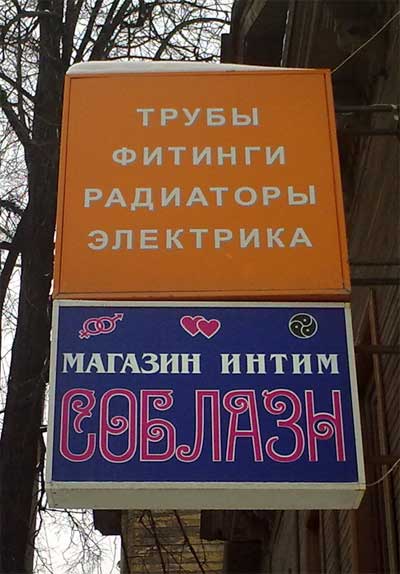 ТРУБЫ
ФИТИНГИ
РАДИАТОРЫ
ЭЛЕКТРИКА
МАГАЗИН ИНТИМ
СОБЛАЗН